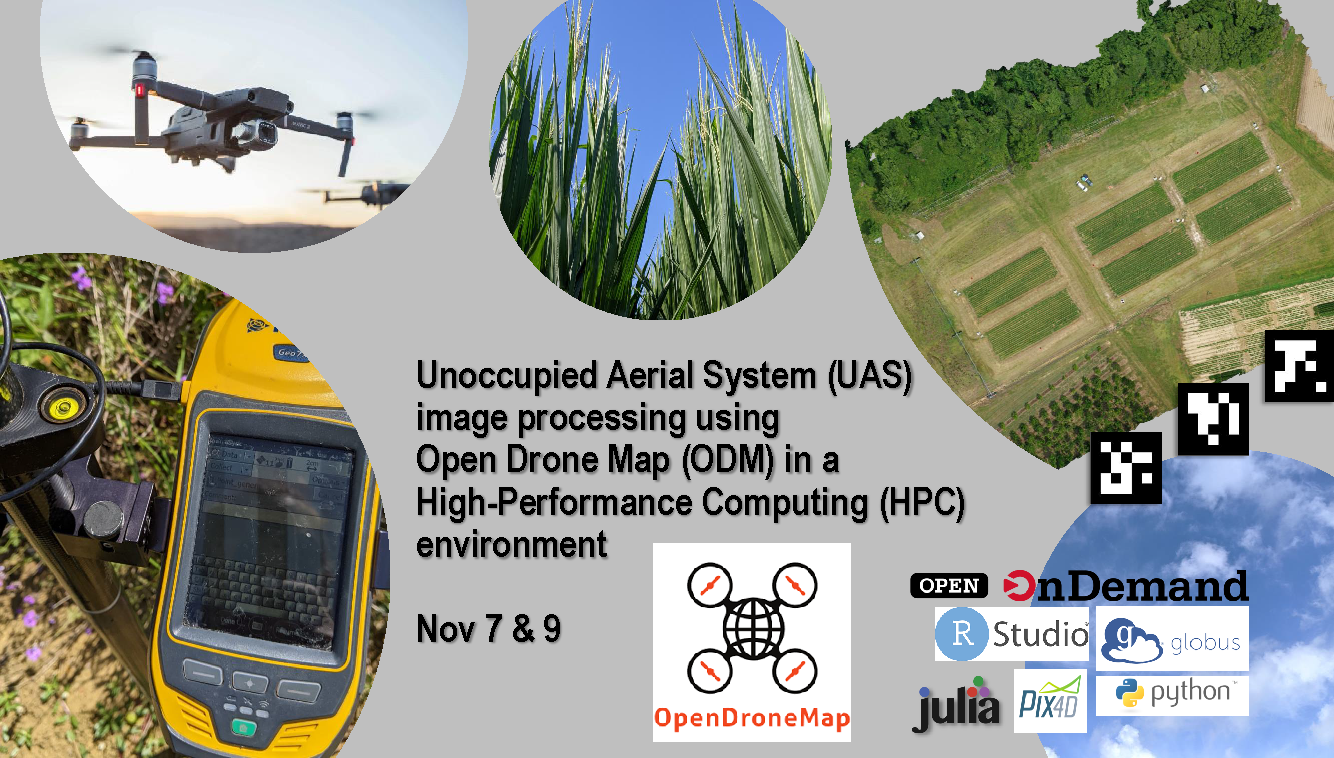 Unoccupied Aerial System (UAS)
image processing using
Open Drone Map (ODM) in a
High-Performance Computing (HPC)
environment
Nov 7 & 9
OpenDroneMap
OPEN OnDemand
R Studio
globus
julia
PIX4D
python™